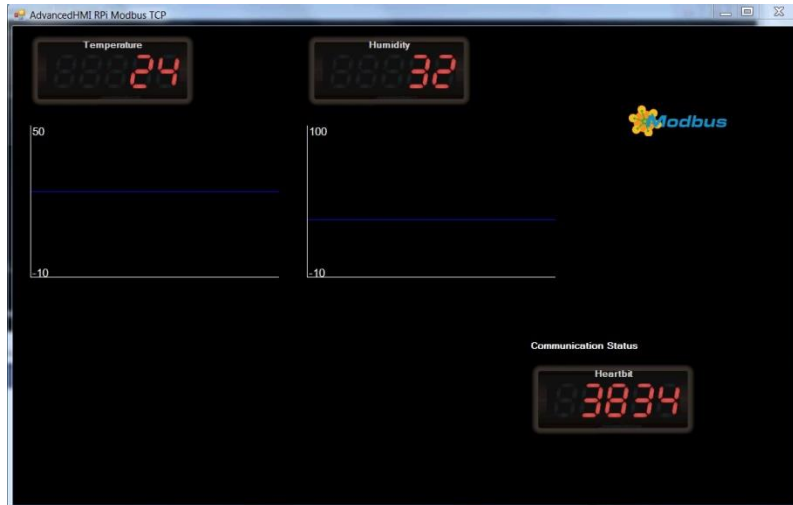 AdvancedHMI RPi Modbus TCP
Temperature
24
Humidity
32
Modbus
50
-10
100
-10
Communication Status
Heartbit
3834